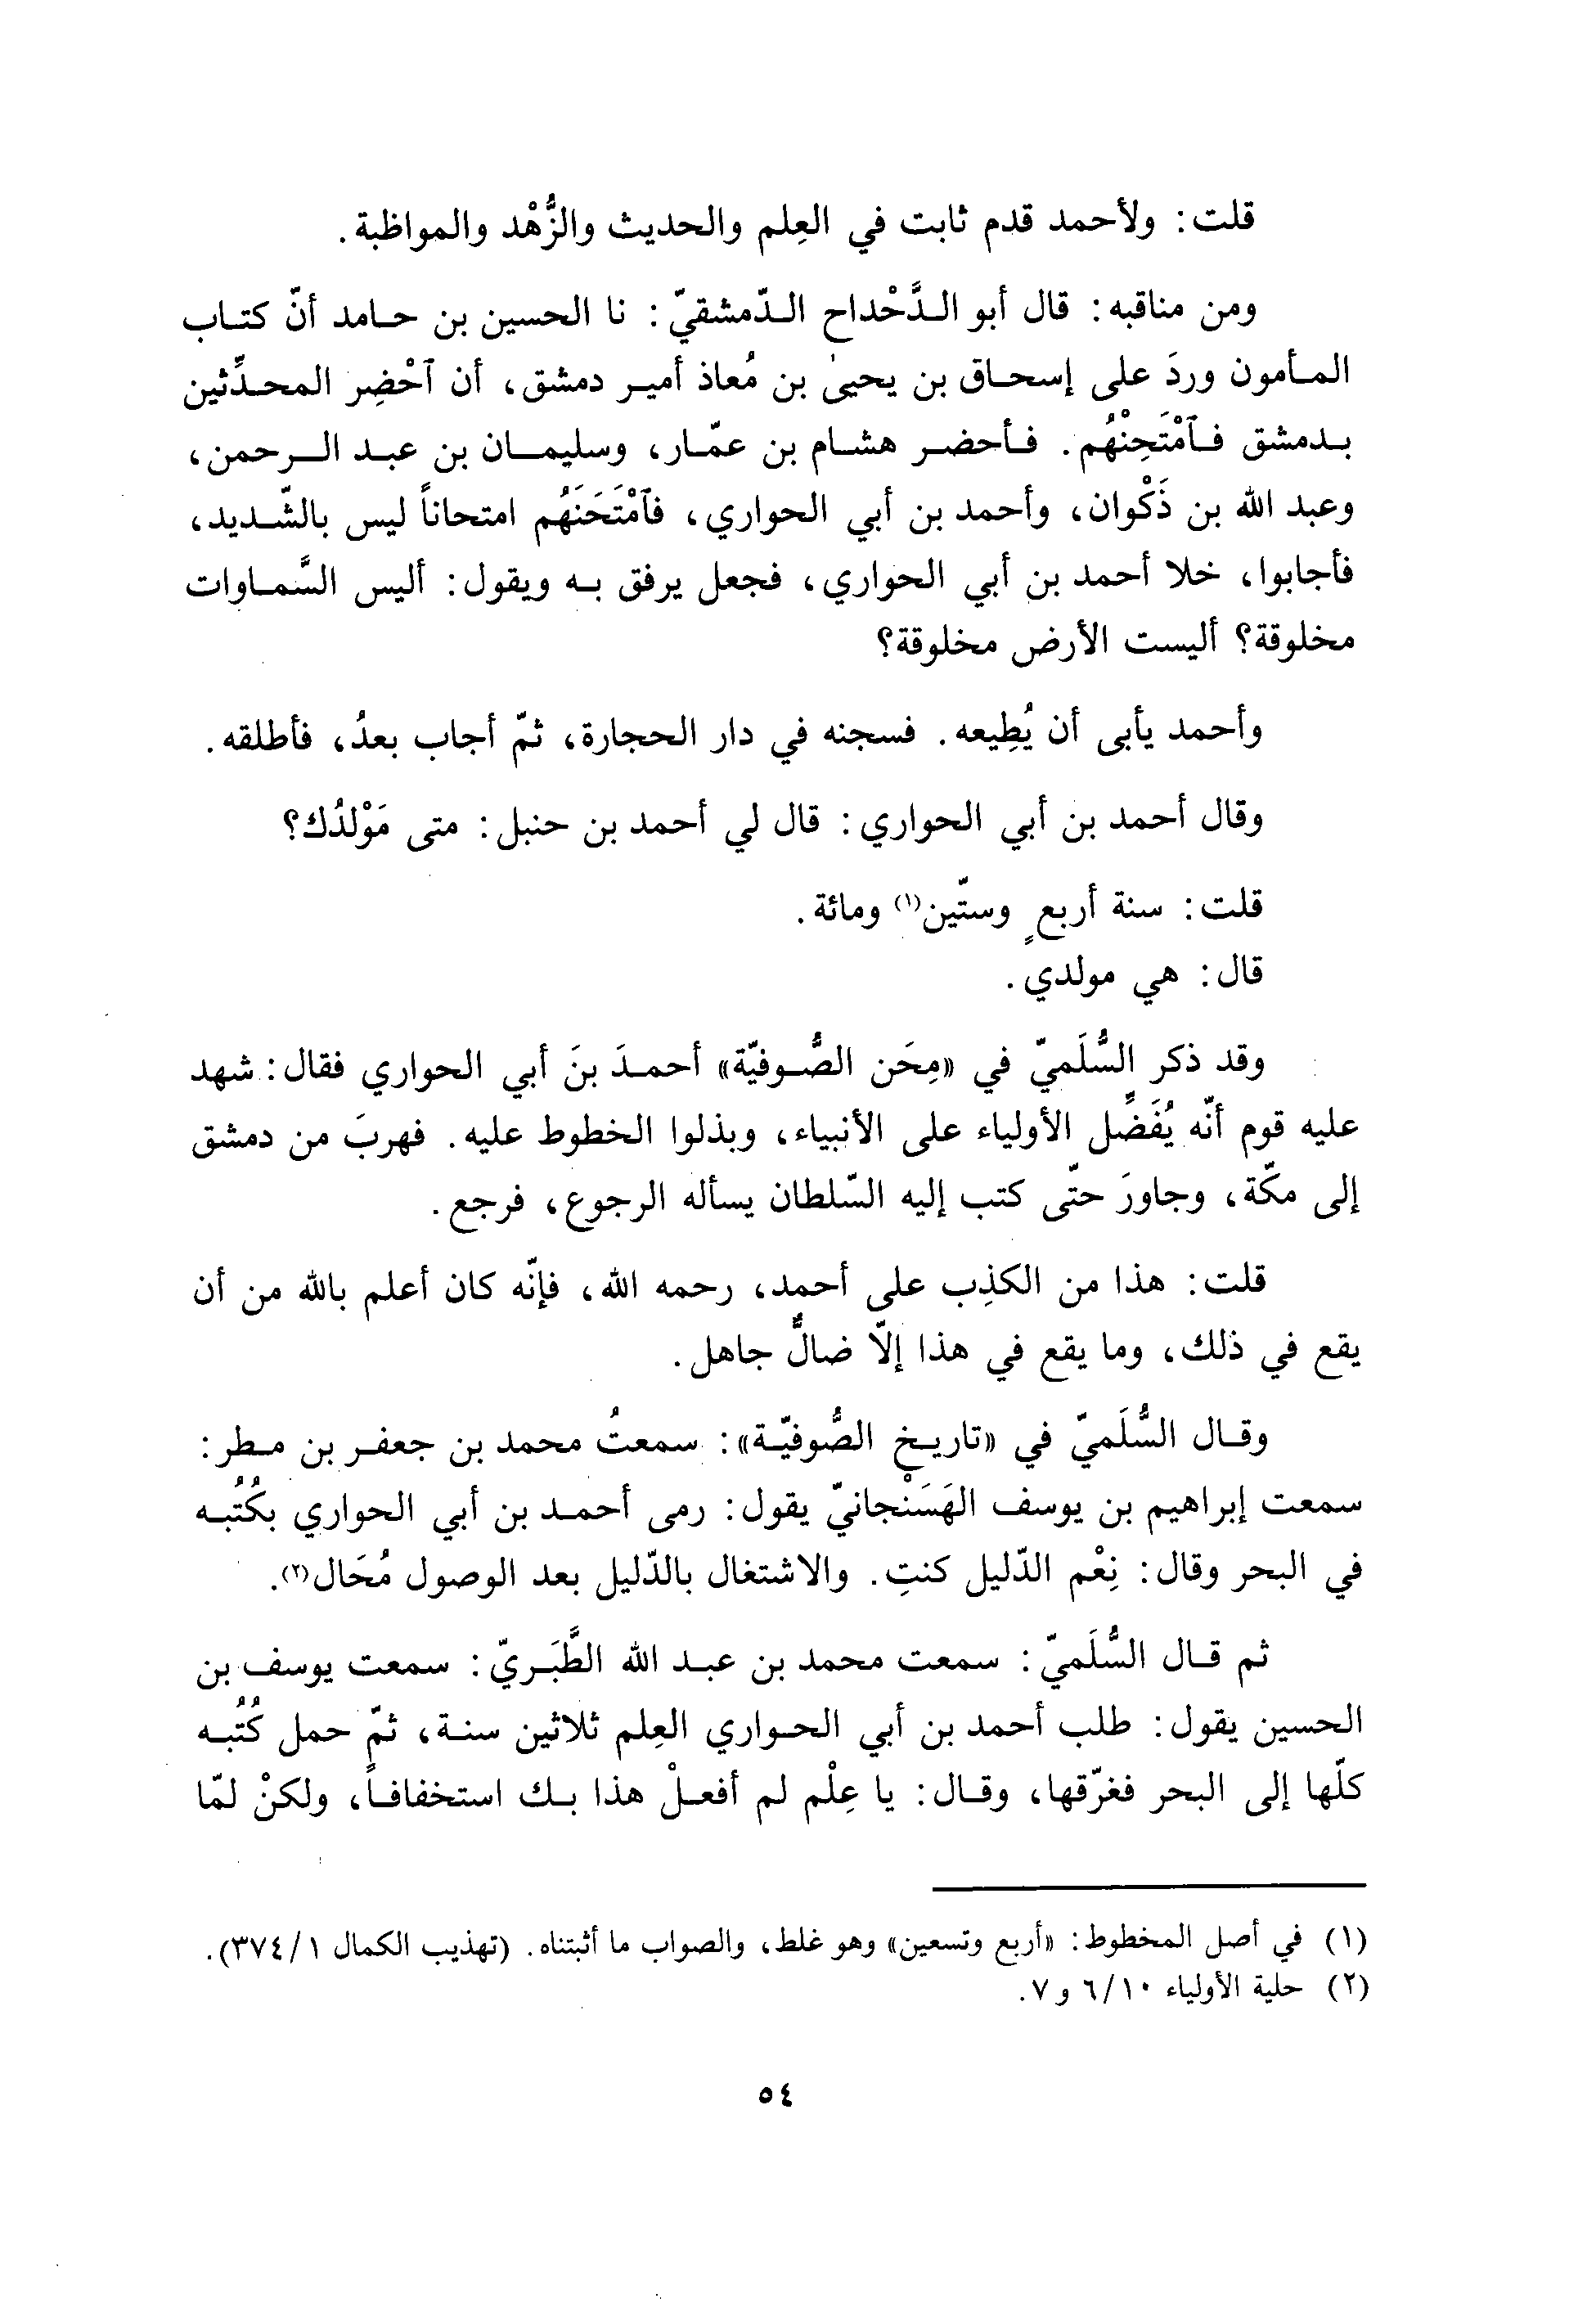 قلت: ولأحمد قدم ثابت في العِلم والحديث والزُّهْد والمواظبة.
ومن مناقبه: قال أبو الدَّحْداح الدّمشقيّ: نا الحسين بن حامد أنّ كتاب
المأمون وردَ على إسحاق بن يحيىٰ بن مُعاذ أمير دمشق، أن آحْضِر المحدِّثين
بدمشق فآمْتَحِنْهُم. فأحضر هشام بن عمّار، وسليمان بن عبد الرحمن،
وعبد الله بن ذَكْوان، وأحمد بن أبي الحواري، فآمْتَحَنَهُم امتحاناً ليس بالشّديد،
فأجابوا، خلا أحمد بن أبي الحواري، فجعل يرفق به ويقول: أليس السَّماوات
مخلوقة؟ أليست الأرض مخلوقة؟
وأحمد يأبى أن يُطِيعه. فسجنه في دار الحجارة، ثمّ أجاب بعدُ، فأطلقه.
وقال أحمد بن أبي الحواري: قال لي أحمد بن حنبل: متى مَوْلدُك؟
قلت: سنة أربعٍ وستّين(١) ومائة.
قال: هي مولدي.
وقد ذكر السُّلَميّ في «مِحَن الصُّوفيّة» أحمدَ بنَ أبي الحواري فقال: شهد
عليه قوم أنّه يُفَضِّل الأولياء على الأنبياء، وبذلوا الخطوط عليه. فهربَ من دمشق
إلى مكّة، وجاورَ حتّى كتب إليه السّلطان يسأله الرجوع، فرجع.
قلت: هذا من الكذِب على أحمد، رحمه الله، فإنّه كان أعلم بالله من أن
يقع في ذلك، وما يقع في هذا إلّا ضالٌّ جاهل.
وقال السُّلَميّ في «تاريخ الصُّوفيّة»: سمعتُ محمد بن جعفر بن مطر:
سمعت إبراهيم بن يوسف الهَسَنْجانيّ يقول: رمى أحمد بن أبي الحواري بكُتُبه
في البحر وقال: نِعْم الدّليل كنتِ. والاشتغال بالدّليل بعد الوصول مُحَال(٢).
ثم قال السُّلَميّ: سمعت محمد بن عبد الله الطَّبَريّ: سمعت يوسف بن
الحسين يقول: طلب أحمد بن أبي الحواري العِلم ثلاثين سنة، ثمّ حمل كُتُبه
كلّها إلى البحر فغرّقها، وقال: يا عِلْم لم أفعلْ هذا بك استخفافاً، ولكنْ لمّا
(١) في أصل المخطوط: «أربع وتسعين» وهو غلط، والصواب ما أثبتناه. (تهذيب الكمال ١/٣٧٤).
(٢) حلية الأولياء ١٠/٦ و ٧.
٥٤